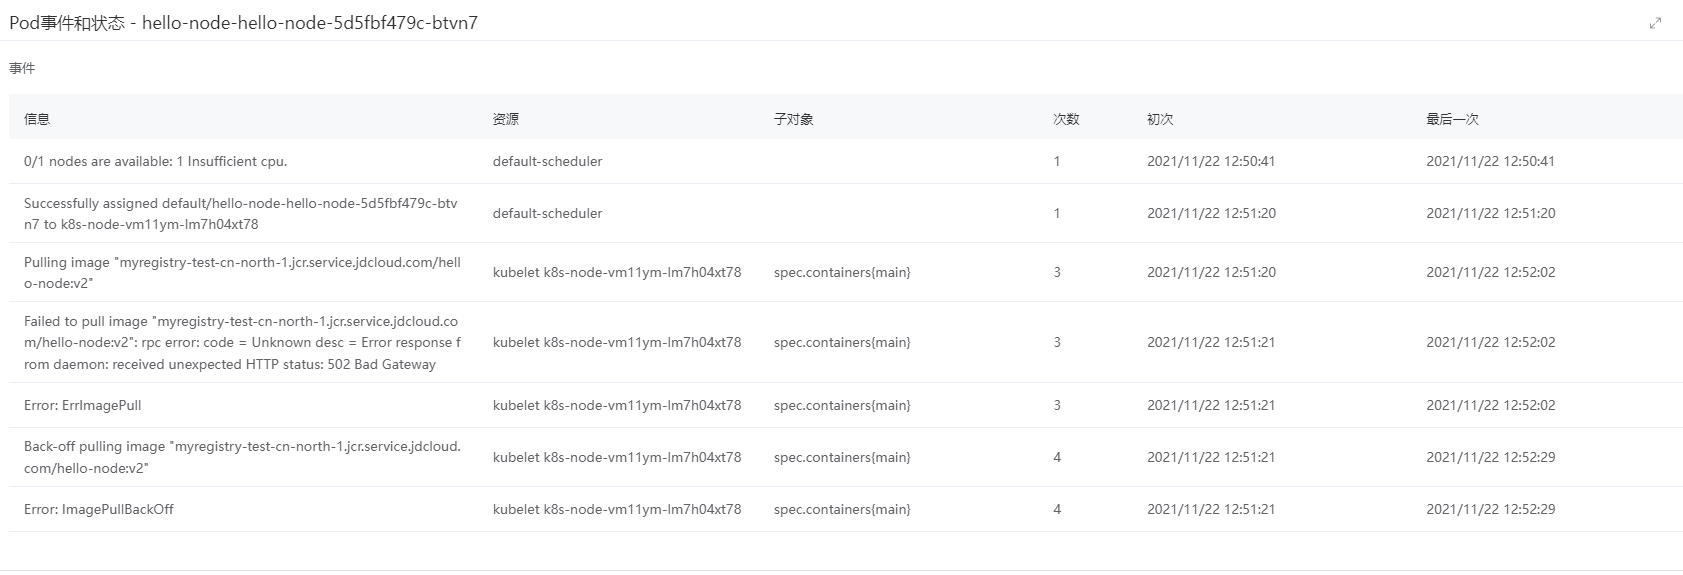 Pod事件和状态 - hello-node-hello-node-5d5fbf479c-btvn7
事件
信息 资源 子对象 次数 初次 最后一次
0/1 nodes are available: 1 Insufficient cpu. default-scheduler 1 2021/11/22 12:50:41 2021/11/22 12:50:41
Successfully assigned default/hello-node-hello-node-5d5fbf479c-btv
n7 to k8s-node-vm11ym-lm7h04xt78 default-scheduler 1 2021/11/22 12:51:20 2021/11/22 12:51:20
Pulling image "myregistry-test-cn-north-1.jcr.service.jdcloud.com/hell
o-node:v2" kubelet k8s-node-vm11ym-lm7h04xt78 spec.containers{main} 3 2021/11/22 12:51:20 2021/11/22 12:52:02
Failed to pull image "myregistry-test-cn-north-1.jcr.service.jdcloud.co
m/hello-node:v2": rpc error: code = Unknown desc = Error response f
rom daemon: received unexpected HTTP status: 502 Bad Gateway kubelet k8s-node-vm11ym-lm7h04xt78 spec.containers{main} 3 2021/11/22 12:51:21 2021/11/22 12:52:02
Error: ErrImagePull kubelet k8s-node-vm11ym-lm7h04xt78 spec.containers{main} 3 2021/11/22 12:51:21 2021/11/22 12:52:02
Back-off pulling image "myregistry-test-cn-north-1.jcr.service.jdcloud.
com/hello-node:v2" kubelet k8s-node-vm11ym-lm7h04xt78 spec.containers{main} 4 2021/11/22 12:51:21 2021/11/22 12:52:29
Error: ImagePullBackOff kubelet k8s-node-vm11ym-lm7h04xt78 spec.containers{main} 4 2021/11/22 12:51:21 2021/11/22 12:52:29